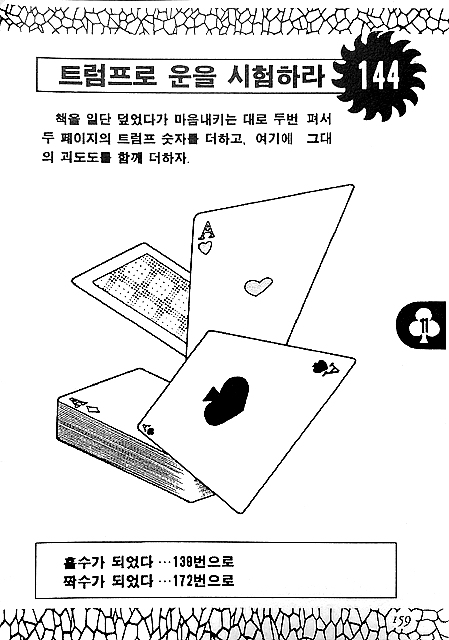 트럼프로 운을 시험하라
144
책을 일단 덮었다가 마음내키는 대로 두번 펴서
두 페이지의 트럼프 숫자를 더하고, 여기에 그대
의 괴도도를 함께 더하자.
A
A
A
A
11
홀수가 되었다 …138번으로
짝수가 되었다 …172번으로
159